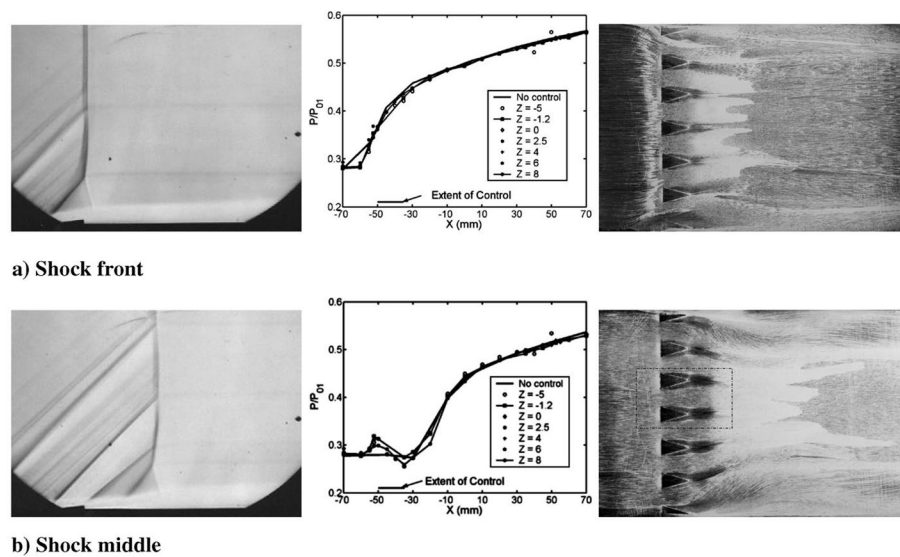 P/P01
0.6
0.5
0.4
0.3
0.2
-70
-50
-30
-10
10
30
50
70
X (mm)
No control
Z = -5
Z = -1.2
Z = 0
Z = 2.5
Z = 4
Z = 6
Z = 8
Extent of Control
a) Shock front
P/P01
0.6
0.5
0.4
0.3
0.2
-70
-50
-30
-10
10
30
50
70
X (mm)
No control
Z = -5
Z = -1.2
Z = 0
Z = 2.5
Z = 4
Z = 6
Z = 8
Extent of Control
b) Shock middle